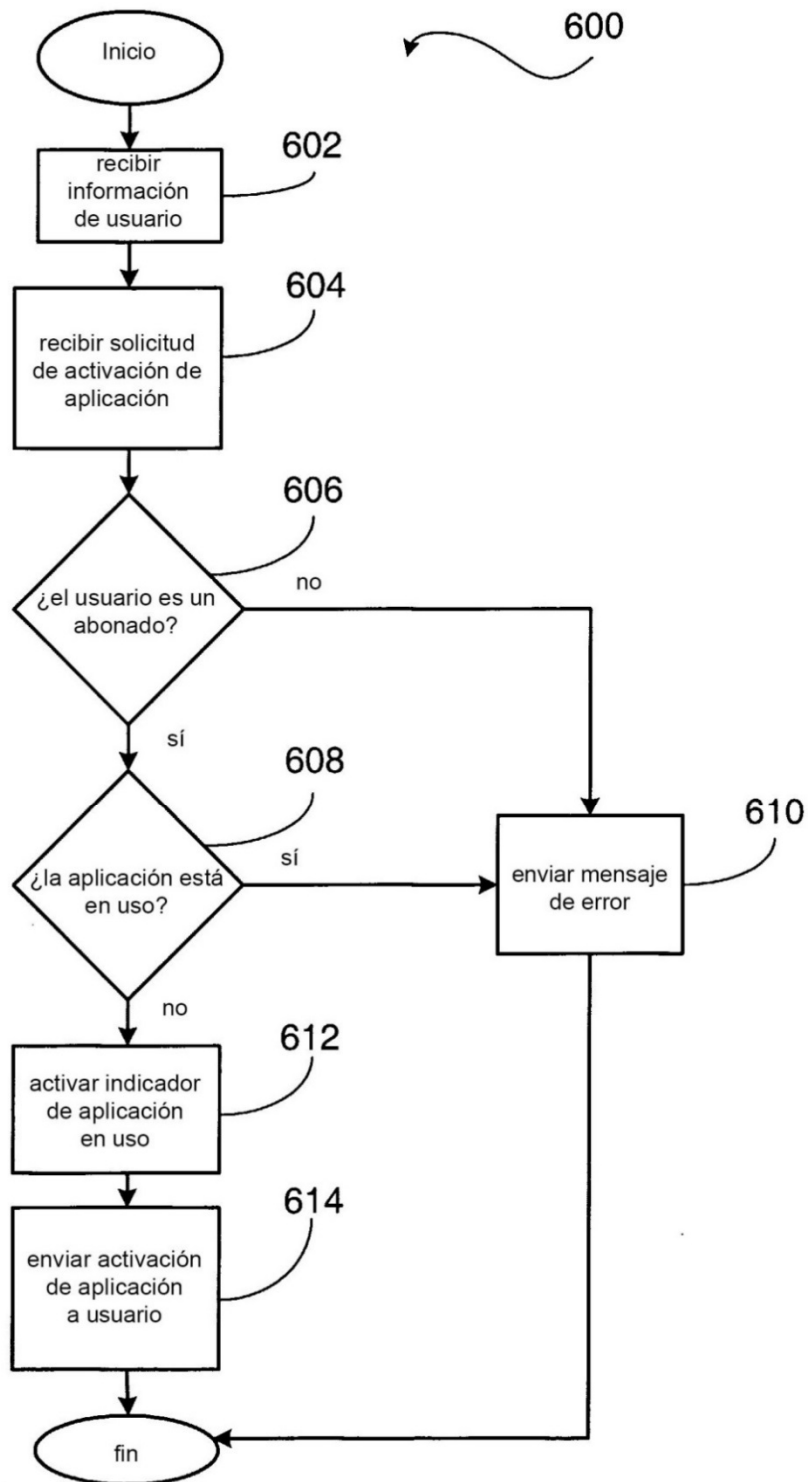 Inicio
600
recibir
información
de usuario
602
recibir solicitud
de activación de
aplicación
604
606
¿el usuario es un
abonado?
no
sí
608
¿la aplicación está
en uso?
sí
610
enviar mensaje
de error
no
612
activar indicador
de aplicación
en uso
614
enviar activación
de aplicación
a usuario
fin